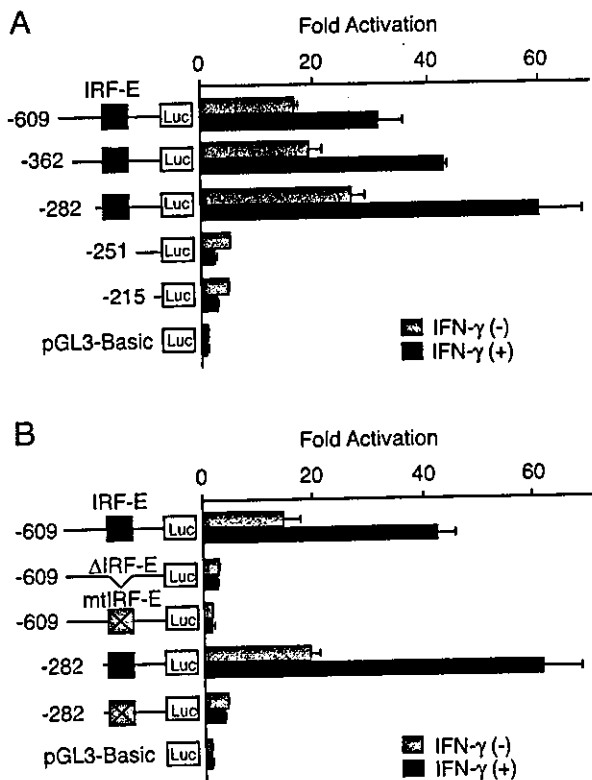 A
Fold Activation
0 20 40 60
IRF-E
-609 Luc
-362 Luc
-282 Luc
-251 Luc
-215 Luc
pGL3-Basic Luc
IFN-γ (-)
IFN-γ (+)
B
Fold Activation
0 20 40 60
IRF-E
-609 Luc
ΔIRF-E
-609 Luc
mtIRF-E
-609 Luc
-282 Luc
-282 Luc
pGL3-Basic Luc
IFN-γ (-)
IFN-γ (+)